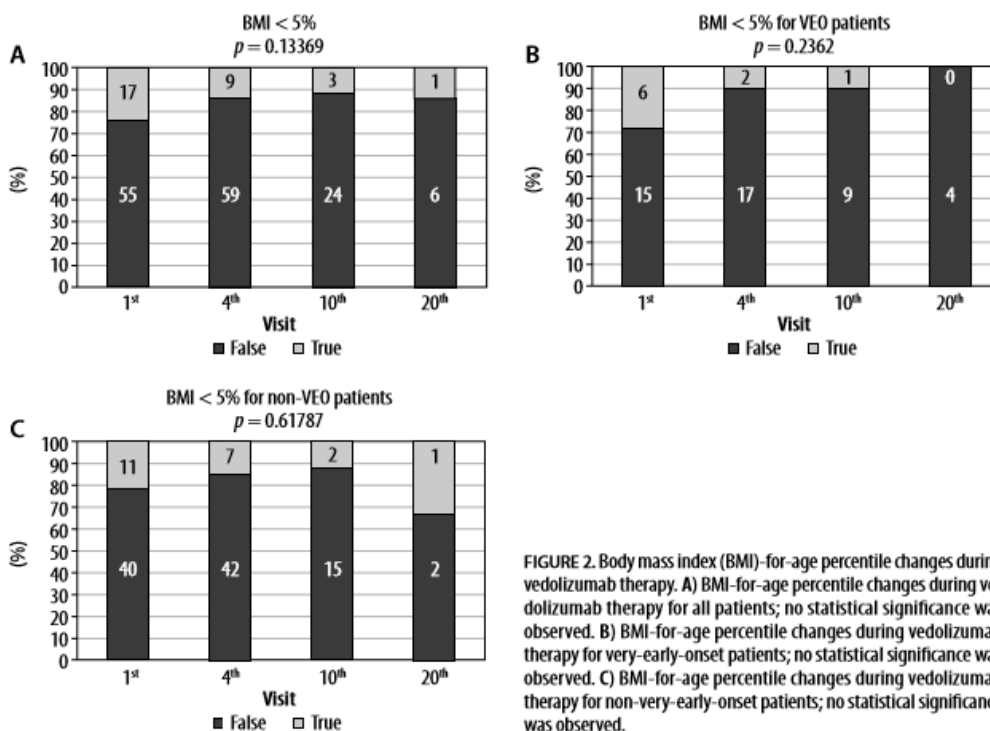 BMI < 5%
p = 0.13369
A
100
90
80
70
60
50
40
30
20
10
0
(%)
17
9
3
1
55
59
24
6
1st
4th
10th
20th
Visit
False True
BMI < 5% for VEO patients
p = 0.2362
B
100
90
80
70
60
50
40
30
20
10
0
(%)
6
2
1
0
15
17
9
4
1st
4th
10th
20th
Visit
False True
BMI < 5% for non-VEO patients
p = 0.61787
C
100
90
80
70
60
50
40
30
20
10
0
(%)
11
7
2
1
40
42
15
2
1st
4th
10th
20th
Visit
False True
FIGURE 2. Body mass index (BMI)-for-age percentile changes durin
vedolizumab therapy. A) BMI-for-age percentile changes during ve
dolizumab therapy for all patients; no statistical significance wa
observed. B) BMI-for-age percentile changes during vedolizuma
therapy for very-early-onset patients; no statistical significance wa
observed. C) BMI-for-age percentile changes during vedolizuma
therapy for non-very-early-onset patients; no statistical significanc
was observed.